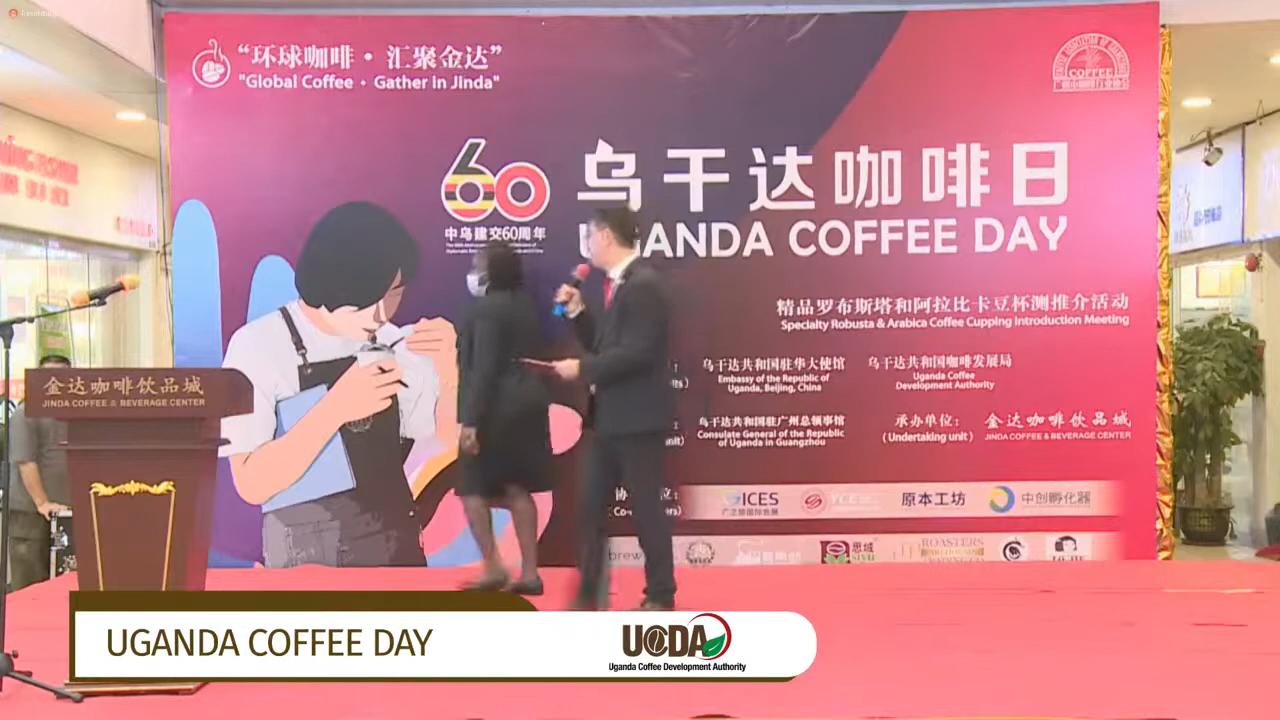 "环球咖啡·汇聚金达"
"Global Coffee · Gather in Jinda"
COFFEE
60
乌干达咖啡日
UGANDA COFFEE DAY
中乌建交60周年
精品罗布斯塔和阿拉比卡豆杯测推介活动
Specialty Robusta & Arabica Coffee Cupping Introduction Meeting
乌干达共和国驻华大使馆
Embassy of the Republic of
Uganda, Beijing, China
乌干达共和国咖啡发展局
Uganda Coffee
Development Authority
乌干达共和国驻广州总领事馆
Consulate General of the Republic
of Uganda in Guangzhou
承办单位:
(Undertaking unit)
金达咖啡饮品城
JINDA COFFEE & BEVERAGE CENTER
ICES
原本工坊
中创孵化器
思域
ROASTERS
金达咖啡饮品城
JINDA COFFEE & BEVERAGE CENTER
UGANDA COFFEE DAY
UCDA
Uganda Coffee Development Authority